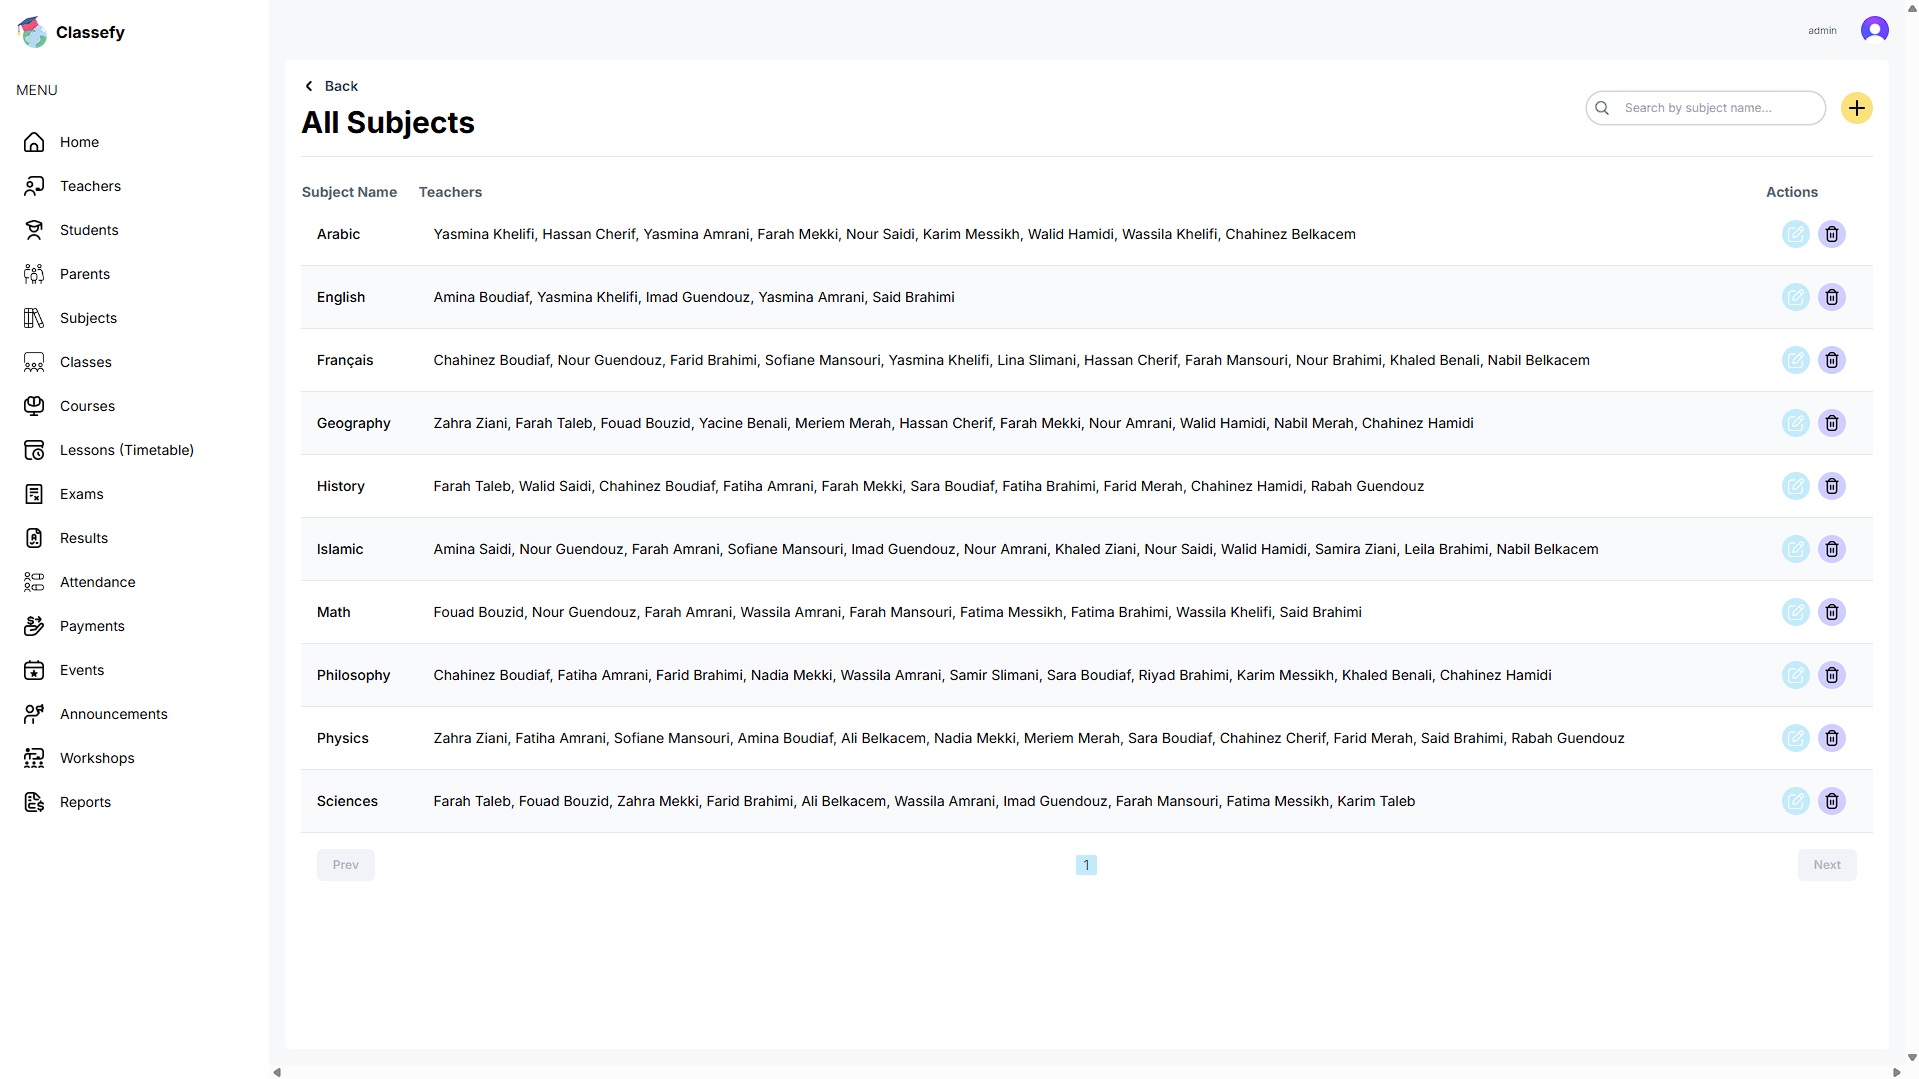 Classefy
MENU
Home
Teachers
Students
Parents
Subjects
Classes
Courses
Lessons (Timetable)
Exams
Results
Attendance
Payments
Events
Announcements
Workshops
Reports
admin
Back
All Subjects
Search by subject name...
Subject Name Teachers Actions
Arabic Yasmina Khelifi, Hassan Cherif, Yasmina Amrani, Farah Mekki, Nour Saidi, Karim Messikh, Walid Hamidi, Wassila Khelifi, Chahinez Belkacem
English Amina Boudiaf, Yasmina Khelifi, Imad Guendouz, Yasmina Amrani, Said Brahimi
Français Chahinez Boudiaf, Nour Guendouz, Farid Brahimi, Sofiane Mansouri, Yasmina Khelifi, Lina Slimani, Hassan Cherif, Farah Mansouri, Nour Brahimi, Khaled Benali, Nabil Belkacem
Geography Zahra Ziani, Farah Taleb, Fouad Bouzid, Yacine Benali, Meriem Merah, Hassan Cherif, Farah Mekki, Nour Amrani, Walid Hamidi, Nabil Merah, Chahinez Hamidi
History Farah Taleb, Walid Saidi, Chahinez Boudiaf, Fatiha Amrani, Farah Mekki, Sara Boudiaf, Fatiha Brahimi, Farid Merah, Chahinez Hamidi, Rabah Guendouz
Islamic Amina Saidi, Nour Guendouz, Farah Amrani, Sofiane Mansouri, Imad Guendouz, Nour Amrani, Khaled Ziani, Nour Saidi, Walid Hamidi, Samira Ziani, Leila Brahimi, Nabil Belkacem
Math Fouad Bouzid, Nour Guendouz, Farah Amrani, Wassila Amrani, Farah Mansouri, Fatima Messikh, Fatima Brahimi, Wassila Khelifi, Said Brahimi
Philosophy Chahinez Boudiaf, Fatiha Amrani, Farid Brahimi, Nadia Mekki, Wassila Amrani, Samir Slimani, Sara Boudiaf, Riyad Brahimi, Karim Messikh, Khaled Benali, Chahinez Hamidi
Physics Zahra Ziani, Fatiha Amrani, Sofiane Mansouri, Amina Boudiaf, Ali Belkacem, Nadia Mekki, Meriem Merah, Sara Boudiaf, Chahinez Cherif, Farid Merah, Said Brahimi, Rabah Guendouz
Sciences Farah Taleb, Fouad Bouzid, Zahra Mekki, Farid Brahimi, Ali Belkacem, Wassila Amrani, Imad Guendouz, Farah Mansouri, Fatima Messikh, Karim Taleb
Prev 1 Next